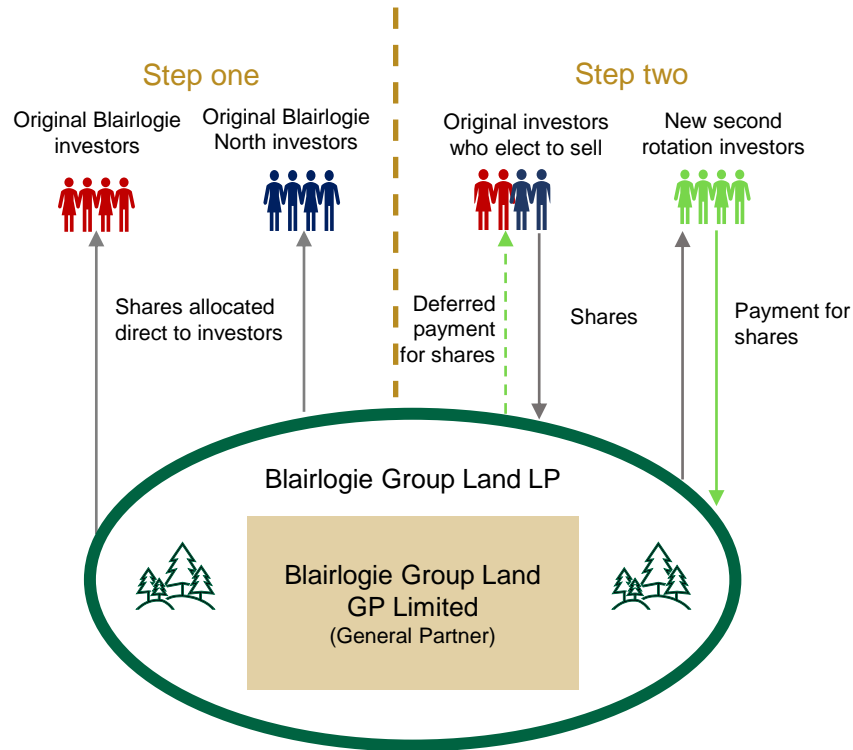 Step one
Step two
Original Blairlogie
investors
Original Blairlogie
North investors
Original investors
who elect to sell
New second
rotation investors
Shares allocated
direct to investors
Deferred
payment
for shares
Shares
Payment for
shares
Blairlogie Group Land LP
Blairlogie Group Land
GP Limited
(General Partner)